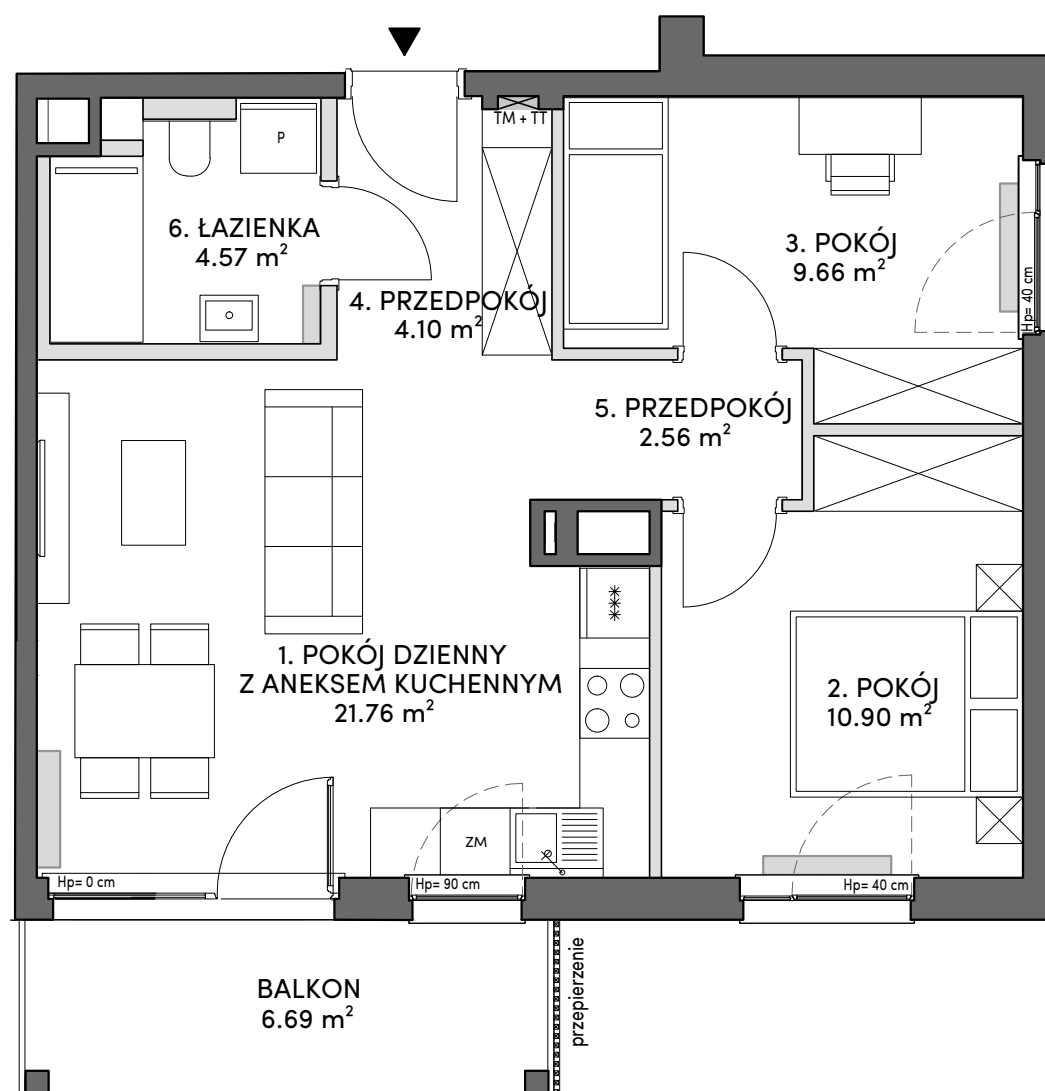 TM + TT
P
6. ŁAZIENKA
4.57 m²
3. POKÓJ
9.66 m²
Hp= 40 cm
4. PRZEDPOKÓJ
4.10 m²
5. PRZEDPOKÓJ
2.56 m²
1. POKÓJ DZIENNY
Z ANEKSEM KUCHENNYM
21.76 m²
2. POKÓJ
10.90 m²
ZM
Hp= 0 cm
Hp= 90 cm
Hp= 40 cm
BALKON
6.69 m²
przepierzenie